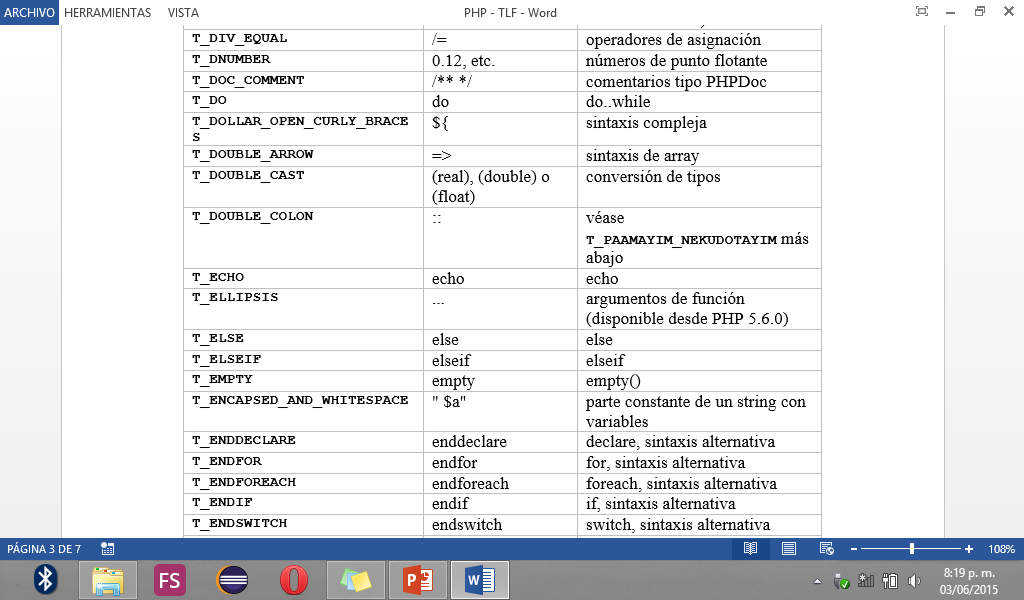 ARCHIVO HERRAMIENTAS VISTA PHP - TLF - Word
T_DIV_EQUAL /= operadores de asignación
T_DNUMBER 0.12, etc. números de punto flotante
T_DOC_COMMENT /** */ comentarios tipo PHPDoc
T_DO do do..while
T_DOLLAR_OPEN_CURLY_BRACE ${ sintaxis compleja
S
T_DOUBLE_ARROW => sintaxis de array
T_DOUBLE_CAST (real), (double) o conversión de tipos
(float)
T_DOUBLE_COLON :: véase
T_PAAMAYIM_NEKUDOTAYIM más
abajo
T_ECHO echo echo
T_ELLIPSIS ... argumentos de función
(disponible desde PHP 5.6.0)
T_ELSE else else
T_ELSEIF elseif elseif
T_EMPTY empty empty()
T_ENCAPSED_AND_WHITESPACE " $a" parte constante de un string con
variables
T_ENDDECLARE enddeclare declare, sintaxis alternativa
T_ENDFOR endfor for, sintaxis alternativa
T_ENDFOREACH endforeach foreach, sintaxis alternativa
T_ENDIF endif if, sintaxis alternativa
T_ENDSWITCH endswitch switch, sintaxis alternativa
PÁGINA 3 DE 7 108%
FS
8:19 p. m.
03/06/2015